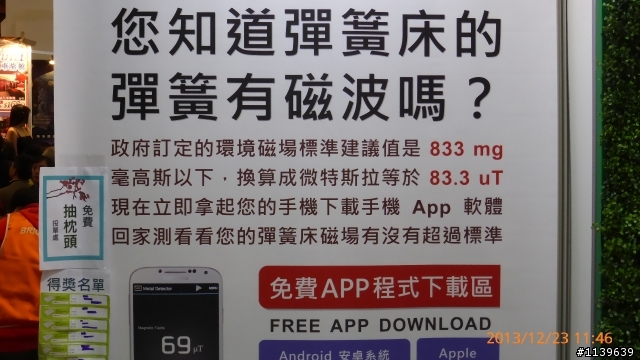 您知道彈簧床的
彈簧有磁波嗎？
政府訂定的環境磁場標準建議值是 833 mg
毫高斯以下，換算成微特斯拉等於 83.3 uT
現在立即拿起您的手機下載手機 App 軟體
回家測看看您的彈簧床磁場有沒有超過標準
免費
抽枕頭
投單處
得獎名單
Metal Detector
69 μT
免費APP程式下載區
FREE APP DOWNLOAD
Android 安卓系統
Apple
2013/12/23 11:46
#1139639